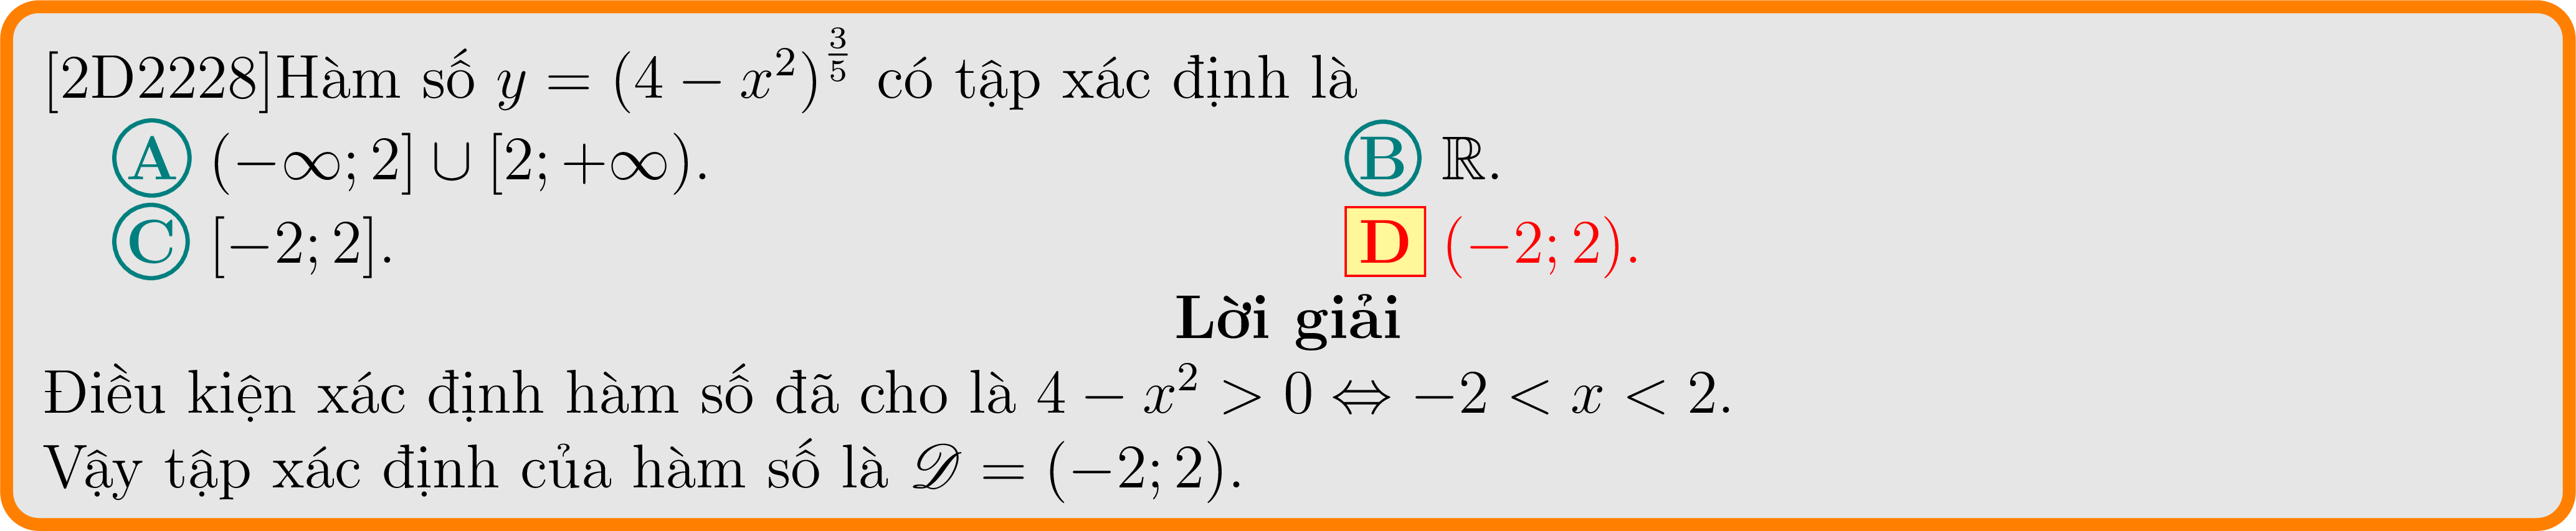 [2D2228]Hàm số $y = (4 - x^2)^{\frac{3}{5}}$ có tập xác định là
A $(-\infty; 2] \cup [2; +\infty)$. B $\mathbb{R}$.
C $[-2; 2]$. D $(-2; 2)$.
Lời giải
Điều kiện xác định hàm số đã cho là $4 - x^2 > 0 \Leftrightarrow -2 < x < 2$.
Vậy tập xác định của hàm số là $\mathscr{D} = (-2; 2)$.